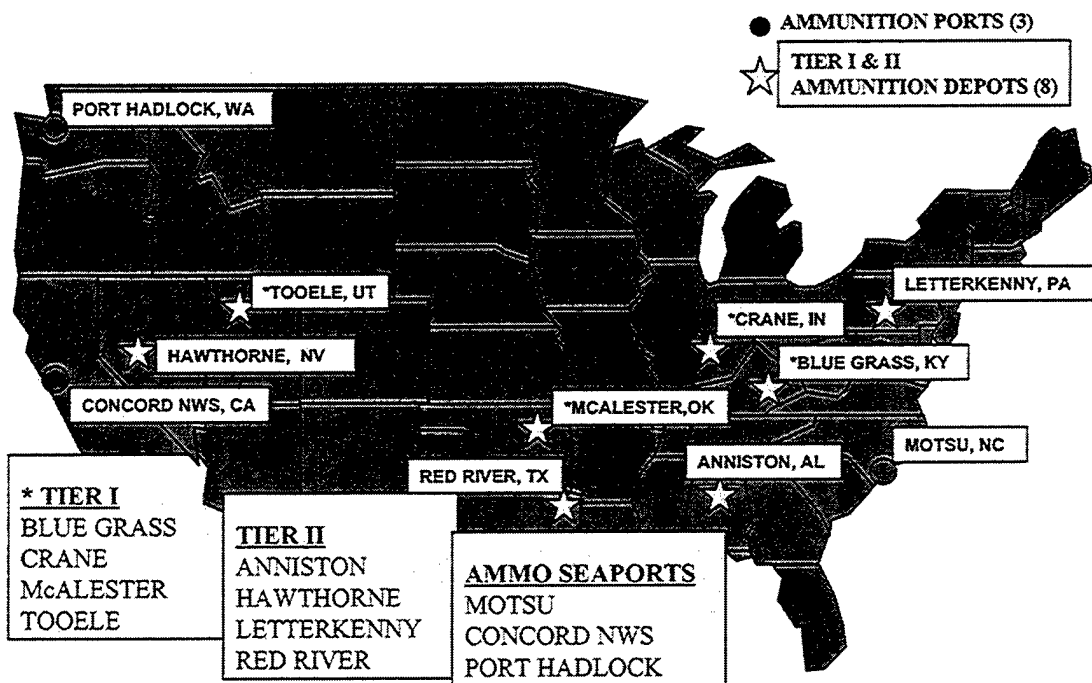 AMMUNITION PORTS (3)
TIER I & II
AMMUNITION DEPOTS (8)
PORT HADLOCK, WA
*TOOELE, UT
LETTERKENNY, PA
*CRANE, IN
HAWTHORNE, NV
*BLUE GRASS, KY
CONCORD NWS, CA
*MCALESTER,OK
MOTSU, NC
RED RIVER, TX
ANNISTON, AL
* TIER I
BLUE GRASS
CRANE
McALESTER
TOOELE
TIER II
ANNISTON
HAWTHORNE
LETTERKENNY
RED RIVER
AMMO SEAPORTS
MOTSU
CONCORD NWS
PORT HADLOCK